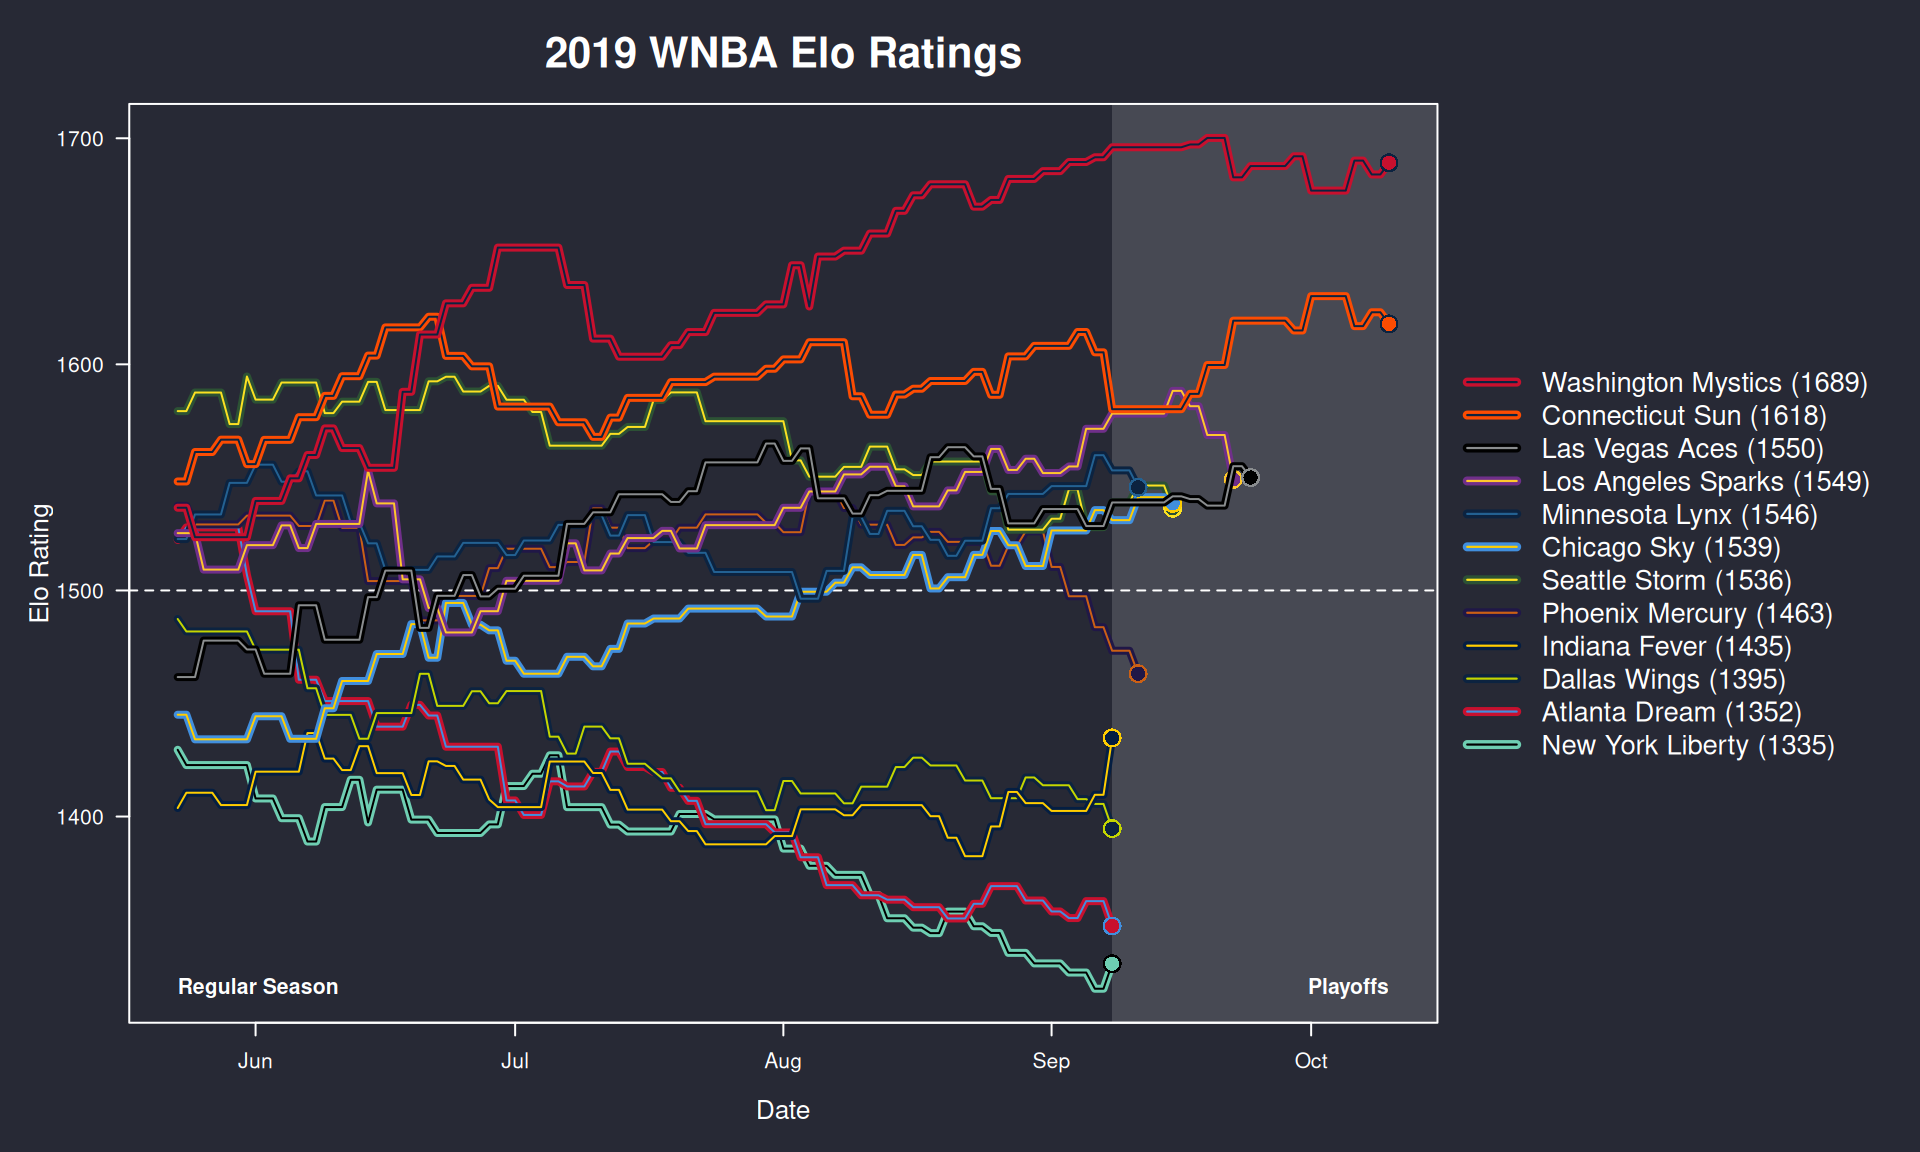 2019 WNBA Elo Ratings
1700
1600
1500
1400
Elo Rating
Regular Season
Playoffs
Jun
Jul
Aug
Sep
Oct
Date
Washington Mystics (1689)
Connecticut Sun (1618)
Las Vegas Aces (1550)
Los Angeles Sparks (1549)
Minnesota Lynx (1546)
Chicago Sky (1539)
Seattle Storm (1536)
Phoenix Mercury (1463)
Indiana Fever (1435)
Dallas Wings (1395)
Atlanta Dream (1352)
New York Liberty (1335)